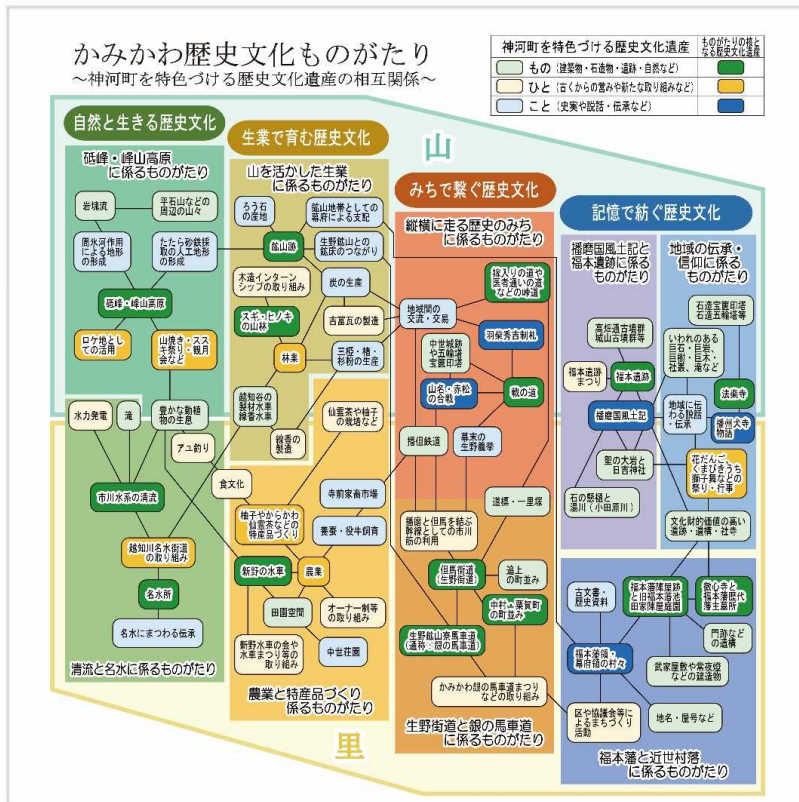 かみかわ歴史文化ものがたり
～神河町を特色づける歴史文化遺産の相互関係～
神河町を特色づける歴史文化遺産
ものがたりの核と
なる歴史文化遺産
もの（建築物・石造物・遺跡・自然など）
ひと（古くからの営みや新たな取り組みなど）
こと（史実や説話・伝承など）
山
自然と生きる歴史文化
砥峰・峰山高原
に係るものがたり
岩塊流
平石山などの
周辺の山々
周氷河作用
による地形
の形成
たたら砂鉄採
取の人工地形
の形成
砥峰・峰山高原
ロケ地とし
ての活用
山焼き・スス
キ祭り・観月
会など
水力発電
滝
豊かな動植
物の生息
アユ釣り
市川水系の清流
越知川名水街道
の取り組み
名水所
名水にまつわる伝承
清流と名水に係るものがたり
生業で育む歴史文化
山を活かした生業
に係るものがたり
ろう石
の産地
鉱山地帯としての
幕府による支配
鉱山跡
生野鉱山との
鉱床のつながり
木造インターン
シップの取り組み
炭の生産
スギ・ヒノキ
の山林
吉冨瓦の製造
林業
三椏・楮・
杉粉の生産
越知谷の
製材水車
線香水車
線香の
製造
仙霊茶や柚子
の栽培など
食文化
寺前家畜市場
柚子やからかわ
仙霊茶などの
特産品づくり
養蚕・役牛飼育
新野の水車
農業
田園空間
オーナー制等
の取り組み
新野水車の会や
水車まつり等の
取り組み
中世荘園
農業と特産品づくり
係るものがたり
みちで繋ぐ歴史文化
縦横に走る歴史のみち
に係るものがたり
嫁入りの道や
医者通いの道
などの峠道
地域間の
交流・交易
羽柴秀吉制札
中世城跡
や五輪塔
宝篋印塔
山名・赤松
の合戦
戦の道
播但鉄道
幕末の
生野義挙
道標・一里塚
播磨と但馬を結ぶ
幹線としての市川
筋の利用
但馬街道
（生野街道）
追上
の町並み
中村・粟賀町
の町並み
生野鉱山寮馬車道
（通称：銀の馬車道）
かみかわ銀の馬車道まつり
などの取り組み
生野街道と銀の馬車道
に係るものがたり
記憶で紡ぐ歴史文化
播磨国風土記と
福本遺跡に係る
ものがたり
高畑遺古墳群
城山古墳群等
福本遺跡
まつり
福本遺跡
播磨国風土記
堲の大岩と
日吉神社
石の懸樋と
湯川（小田原川）
地域の伝承・
信仰に係る
ものがたり
石造宝篋印塔
石造五輪塔等
いわれのある
巨石・巨岩、
巨樹・巨木・
社叢、滝など
法楽寺
地域に伝
わる説話・
伝承
播州犬寺
物語
花だんご、
くまびきうち
獅子舞などの
祭り・行事
文化財的価値の高い
遺跡・遺構・社寺
古文書・
歴史資料
福本藩陣屋跡
と旧福本藩池
田家陣屋庭園
徹心寺と
福本藩歴代
藩主墓所
門跡など
の遺構
福本藩領・
幕府領の村々
武家屋敷や常夜燈
などの建造物
区や協議会等に
よるまちづくり
活動
地名・屋号など
福本藩と近世村落
に係るものがたり
里